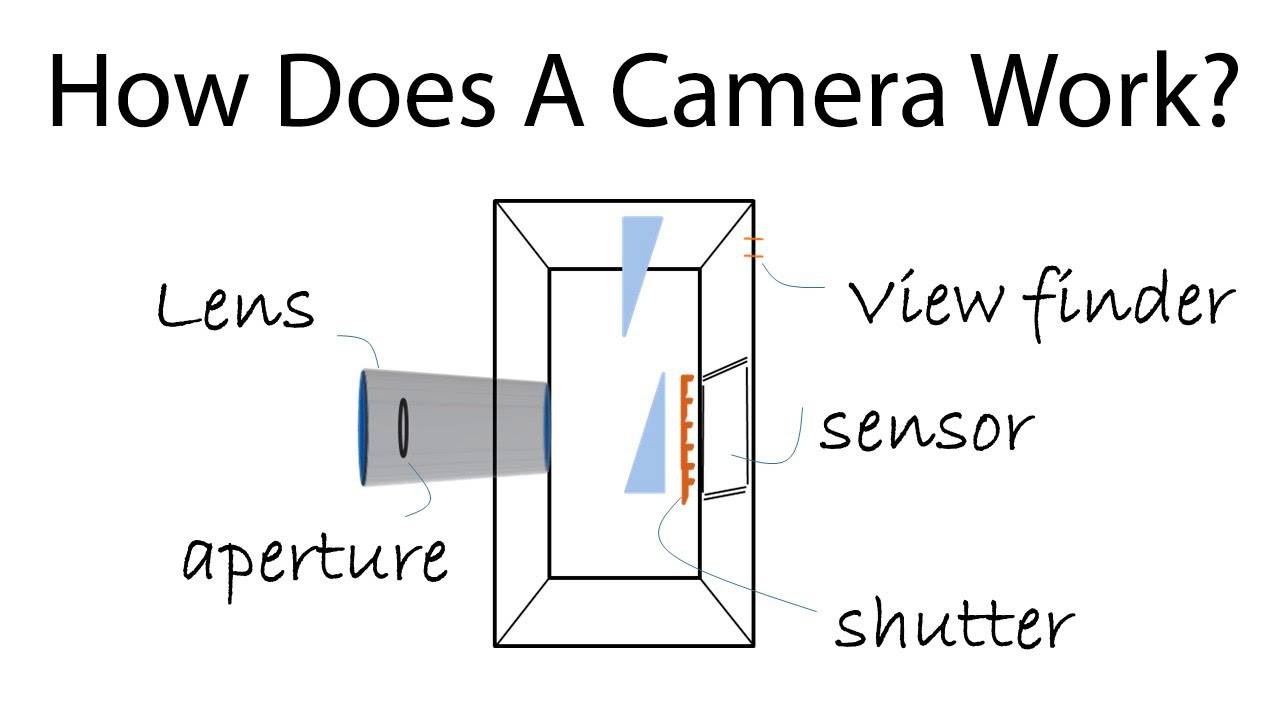 How Does A Camera Work?
Lens
View finder
sensor
aperture
shutter